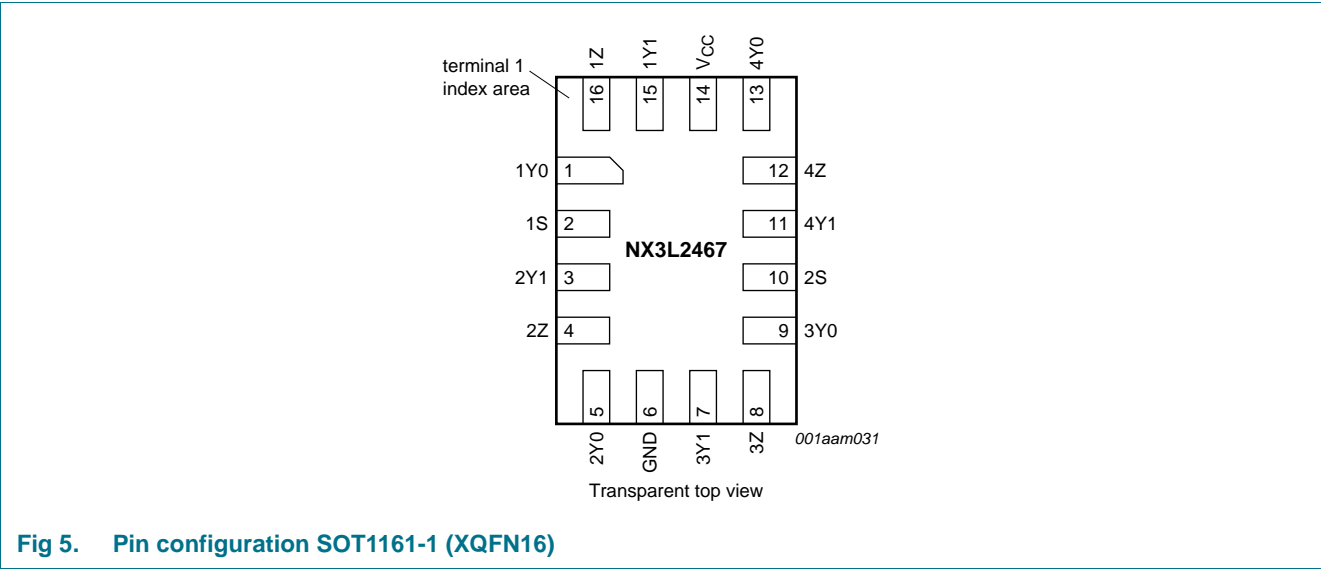 1Z 1Y1 VCC 4Y0
terminal 1
index area
16 15 14 13
1Y0 1 12 4Z
1S 2 11 4Y1
NX3L2467
2Y1 3 10 2S
2Z 4 9 3Y0
5 6 7 8
2Y0 GND 3Y1 3Z
001aam031
Transparent top view
Fig 5. Pin configuration SOT1161-1 (XQFN16)